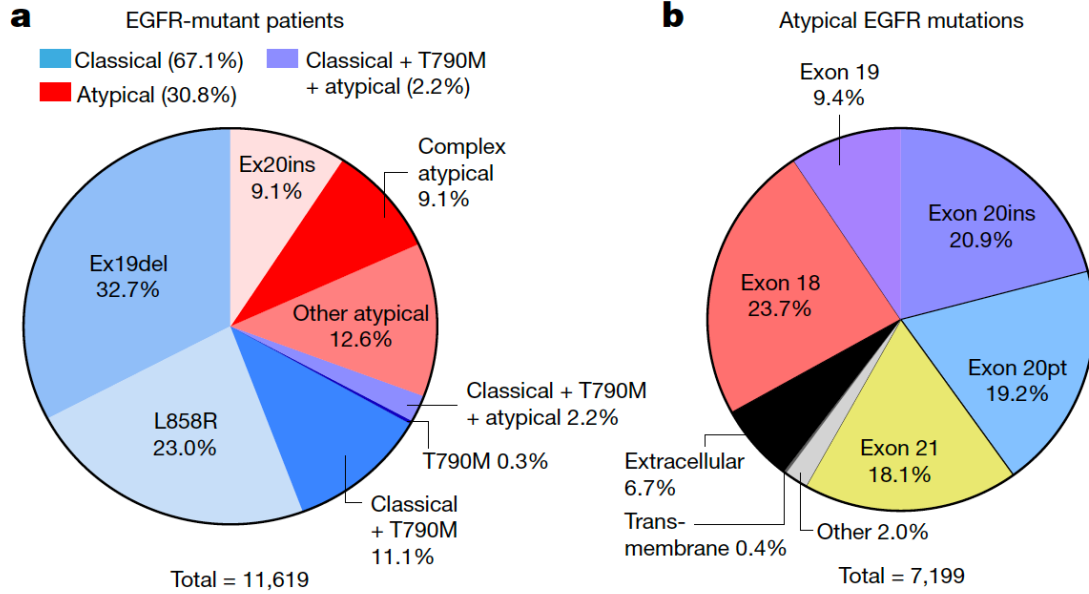 a
EGFR-mutant patients
Classical (67.1%)
Classical + T790M
+ atypical (2.2%)
Atypical (30.8%)
Ex20ins
9.1%
Complex
atypical
9.1%
Ex19del
32.7%
Other atypical
12.6%
Classical + T790M
+ atypical 2.2%
L858R
23.0%
T790M 0.3%
Classical
+ T790M
11.1%
Total = 11,619
b
Atypical EGFR mutations
Exon 19
9.4%
Exon 20ins
20.9%
Exon 18
23.7%
Exon 20pt
19.2%
Exon 21
18.1%
Extracellular
6.7%
Trans-
membrane 0.4%
Other 2.0%
Total = 7,199